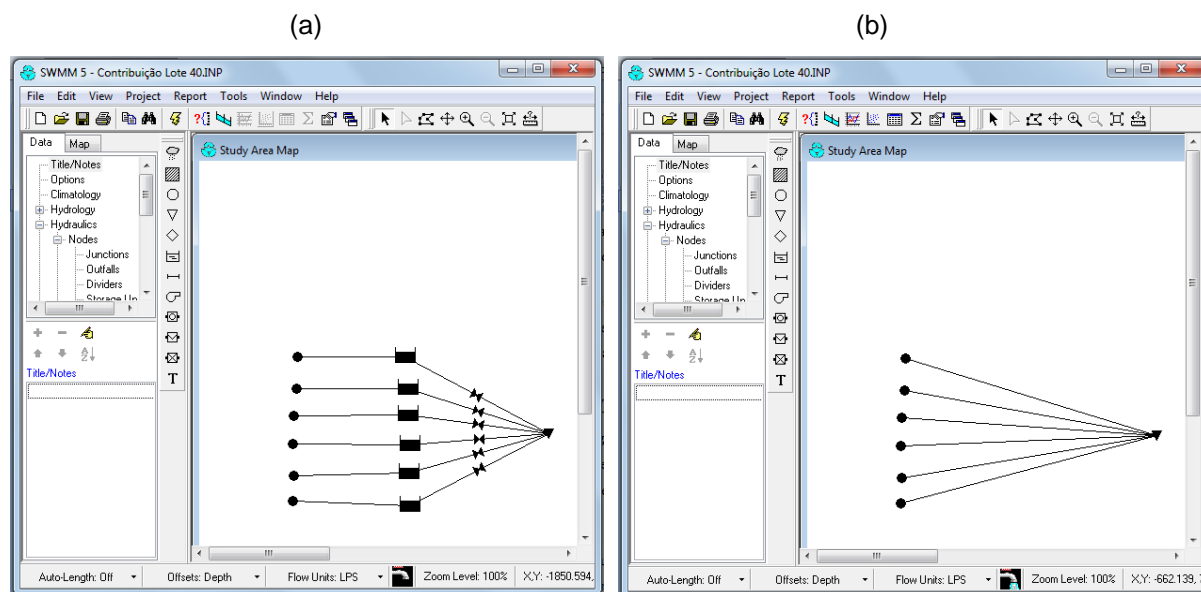 (a)
SWMM 5 - Contribuição Lote 40.INP
File Edit View Project Report Tools Window Help
Data Map
Study Area Map
Title/Notes
Options
Climatology
Hydrology
Hydraulics
Nodes
Junctions
Outfalls
Dividers
Storage Un
Title/Notes
T
Auto-Length: Off
Offsets: Depth
Flow Units: LPS
Zoom Level: 100%
X,Y: -1850.594,
(b)
SWMM 5 - Contribuição Lote 40.INP
File Edit View Project Report Tools Window Help
Data Map
Study Area Map
Title/Notes
Options
Climatology
Hydrology
Hydraulics
Nodes
Junctions
Outfalls
Dividers
Storage Un
Title/Notes
T
Auto-Length: Off
Offsets: Depth
Flow Units: LPS
Zoom Level: 100%
X,Y: -662.139,